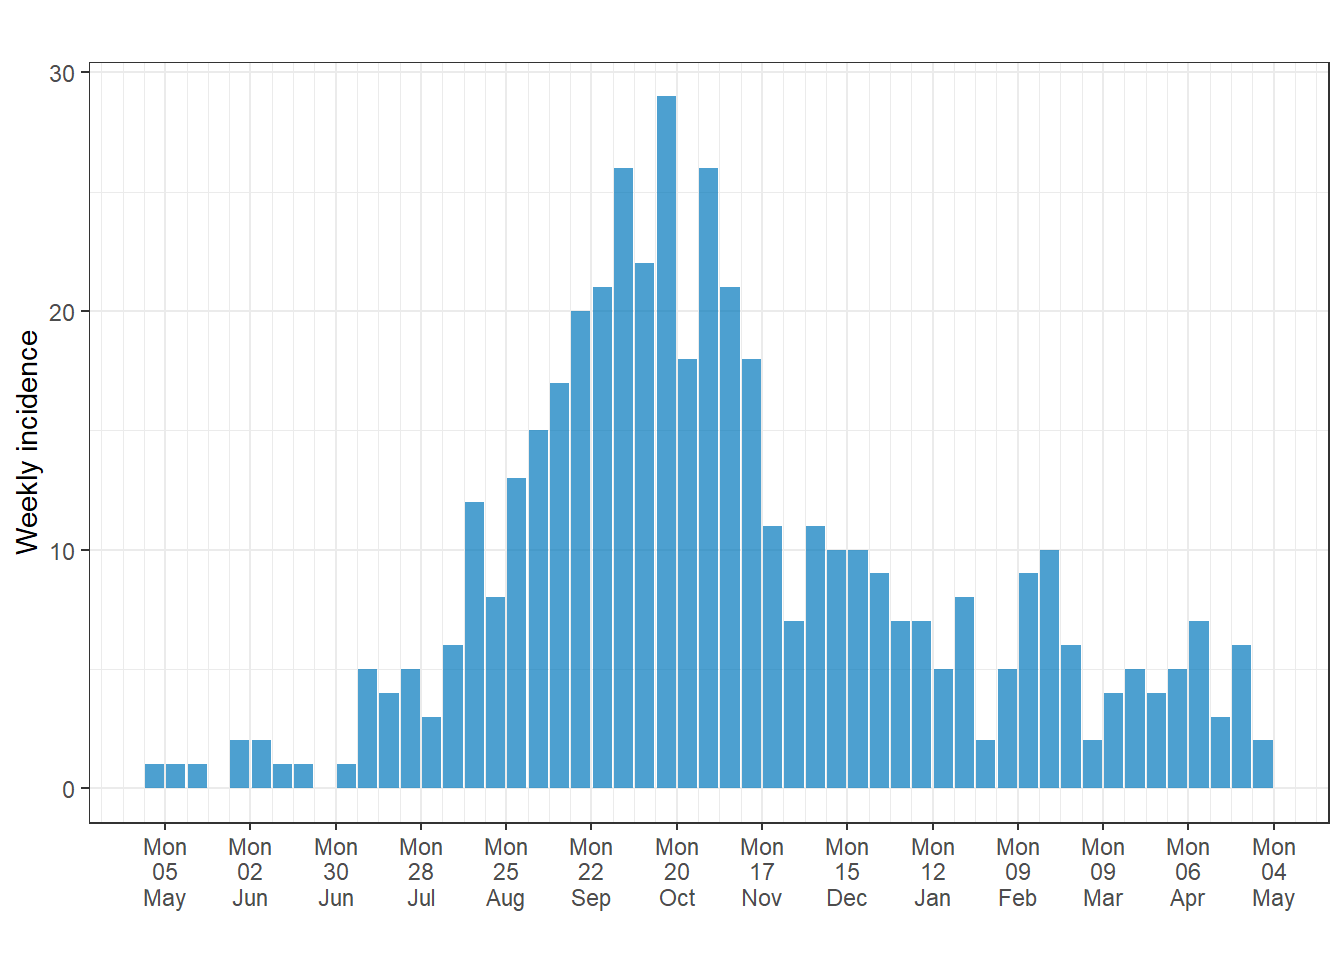 30
20
10
0
Weekly incidence
Mon Mon Mon Mon Mon Mon Mon Mon Mon Mon Mon Mon Mon Mon
05 02 30 28 25 22 20 17 15 12 09 09 06 04
May Jun Jun Jul Aug Sep Oct Nov Dec Jan Feb Mar Apr May